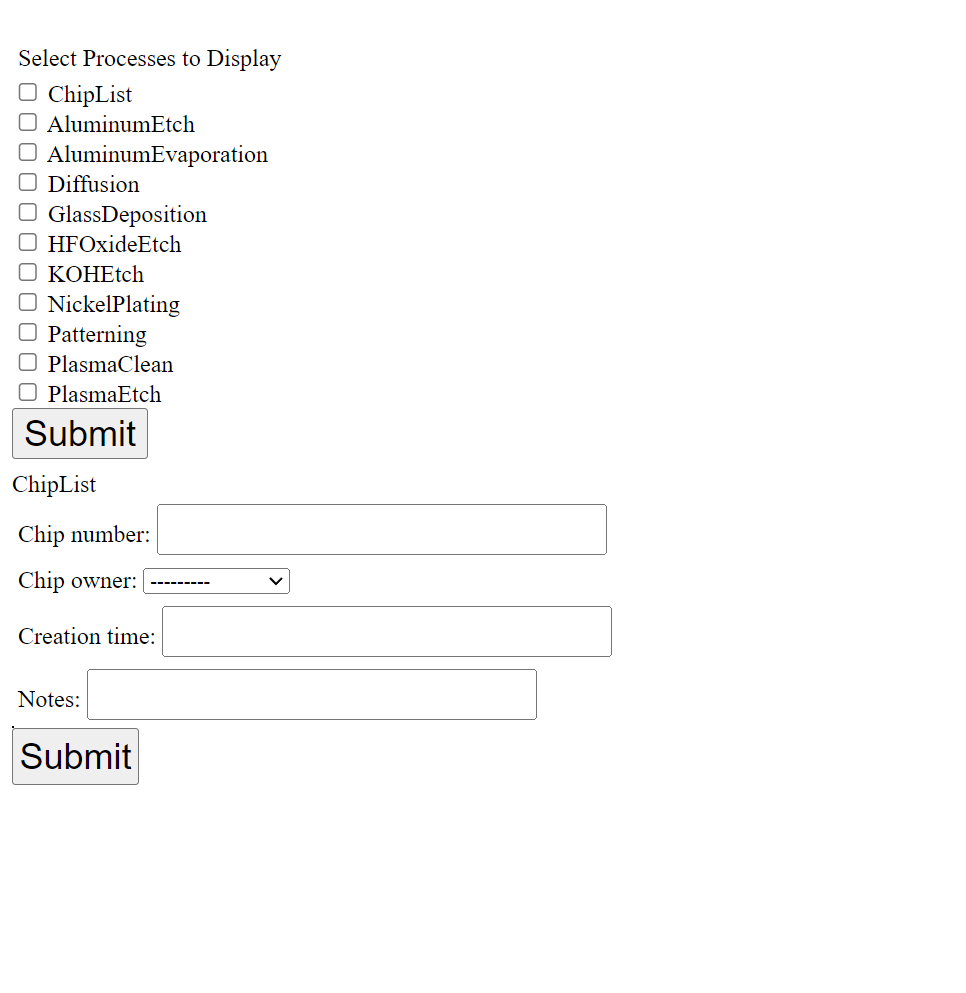 Select Processes to Display
ChipList
AluminumEtch
AluminumEvaporation
Diffusion
GlassDeposition
HFOxideEtch
KOHEtch
NickelPlating
Patterning
PlasmaClean
PlasmaEtch
Submit
ChipList
Chip number:
Chip owner: ---------
Creation time:
Notes:
Submit